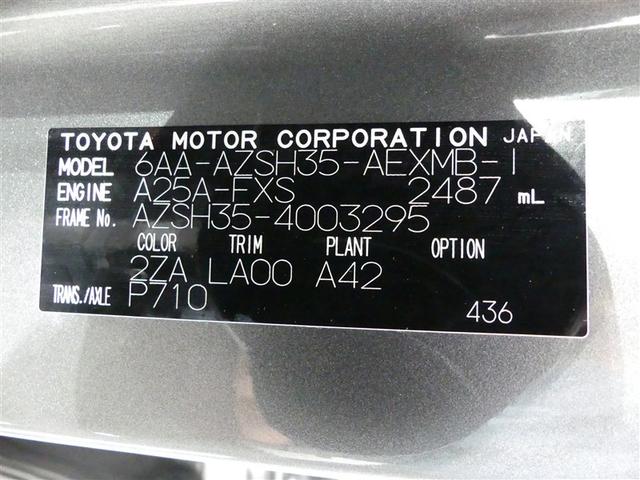 TOYOTA MOTOR CORPORATION JAPAN
MODEL 6AA-AZSH35-AEXMB-I
ENGINE A25A-FXS 2487 mL
FRAME No. AZSH35-4003295
COLOR TRIM PLANT OPTION
2ZA LA00 A42
TRANS./AXLE P710
436